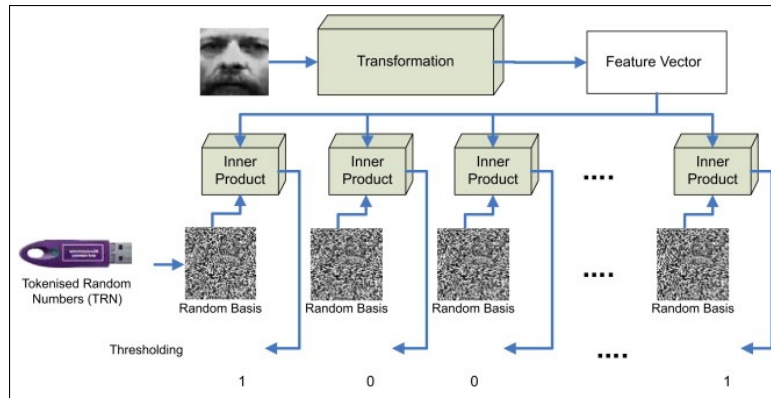 Transformation
Feature Vector
Inner
Product
Inner
Product
Inner
Product
....
Inner
Product
Tokenised Random
Numbers (TRN)
....
Random Basis
Random Basis
Random Basis
Random Basis
Thresholding
....
1
0
0
1